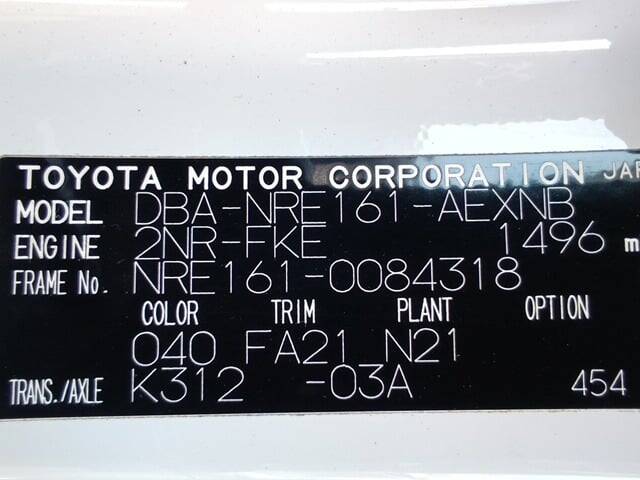 TOYOTA MOTOR CORPORATION JAP
MODEL DBA-NRE161-AEXNB
ENGINE 2NR-FKE 1496 m
FRAME No. NRE161-0084318
COLOR TRIM PLANT OPTION
040 FA21 N21
TRANS./AXLE K312 -03A 454